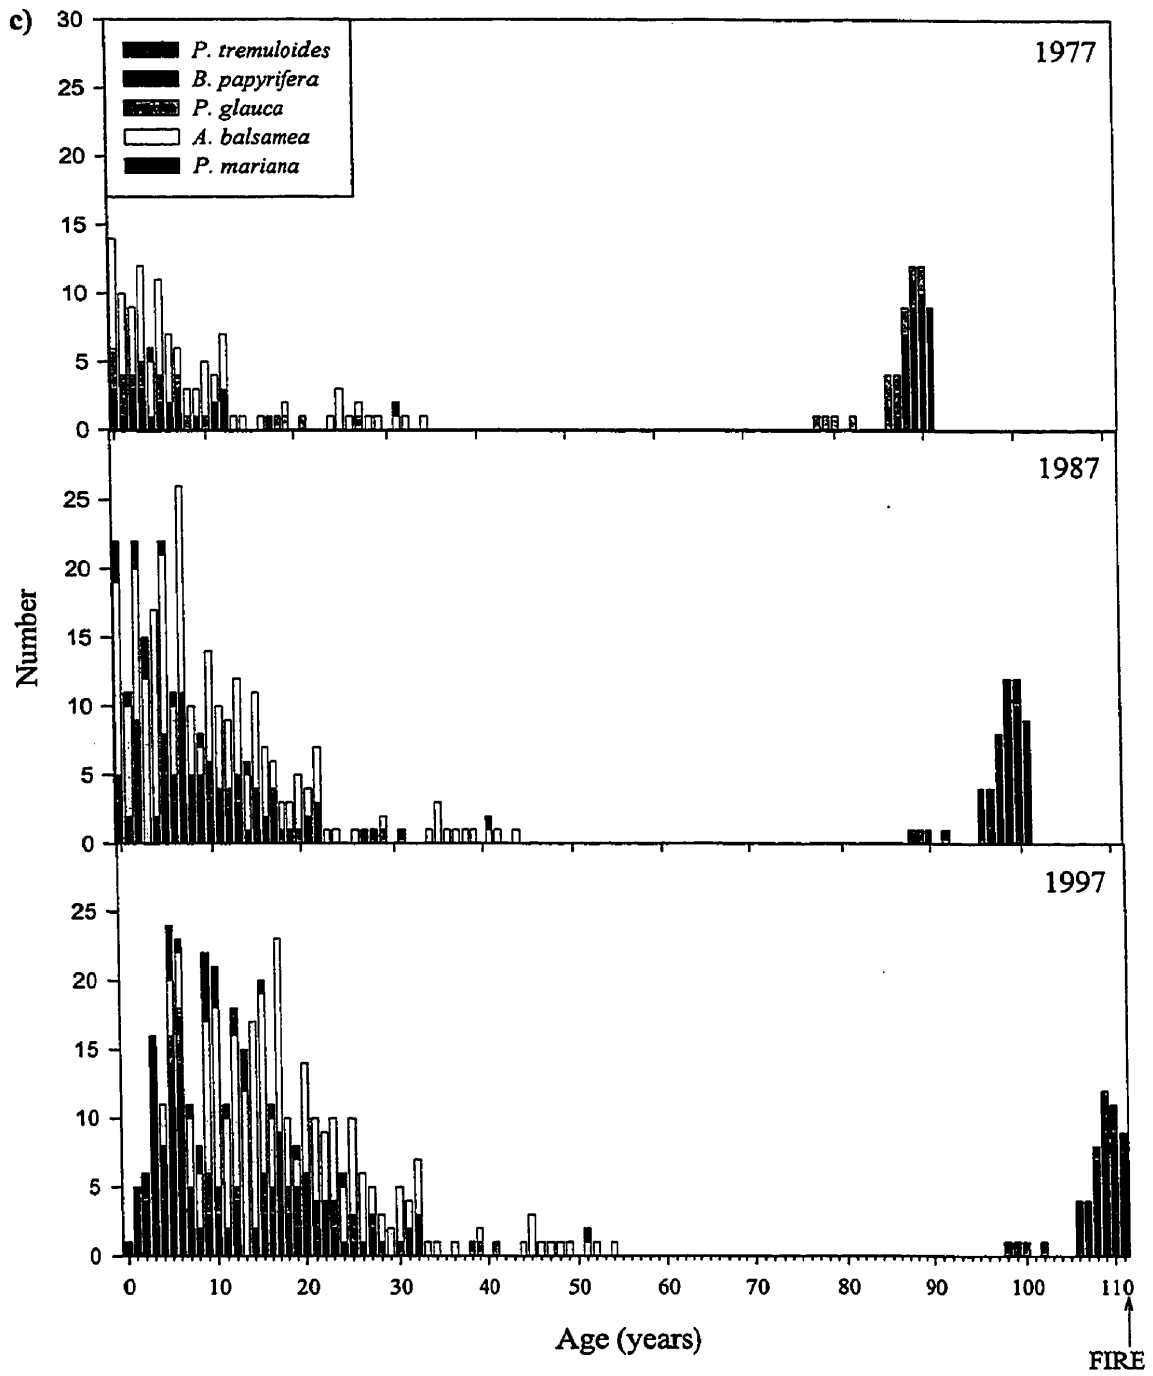 c)
30
25
20
15
10
5
0
P. tremuloides
B. papyrifera
P. glauca
A. balsamea
P. mariana
1977
25
20
15
10
5
0
1987
Number
25
20
15
10
5
0
1997
0 10 20 30 40 50 60 70 80 90 100 110
Age (years)
FIRE